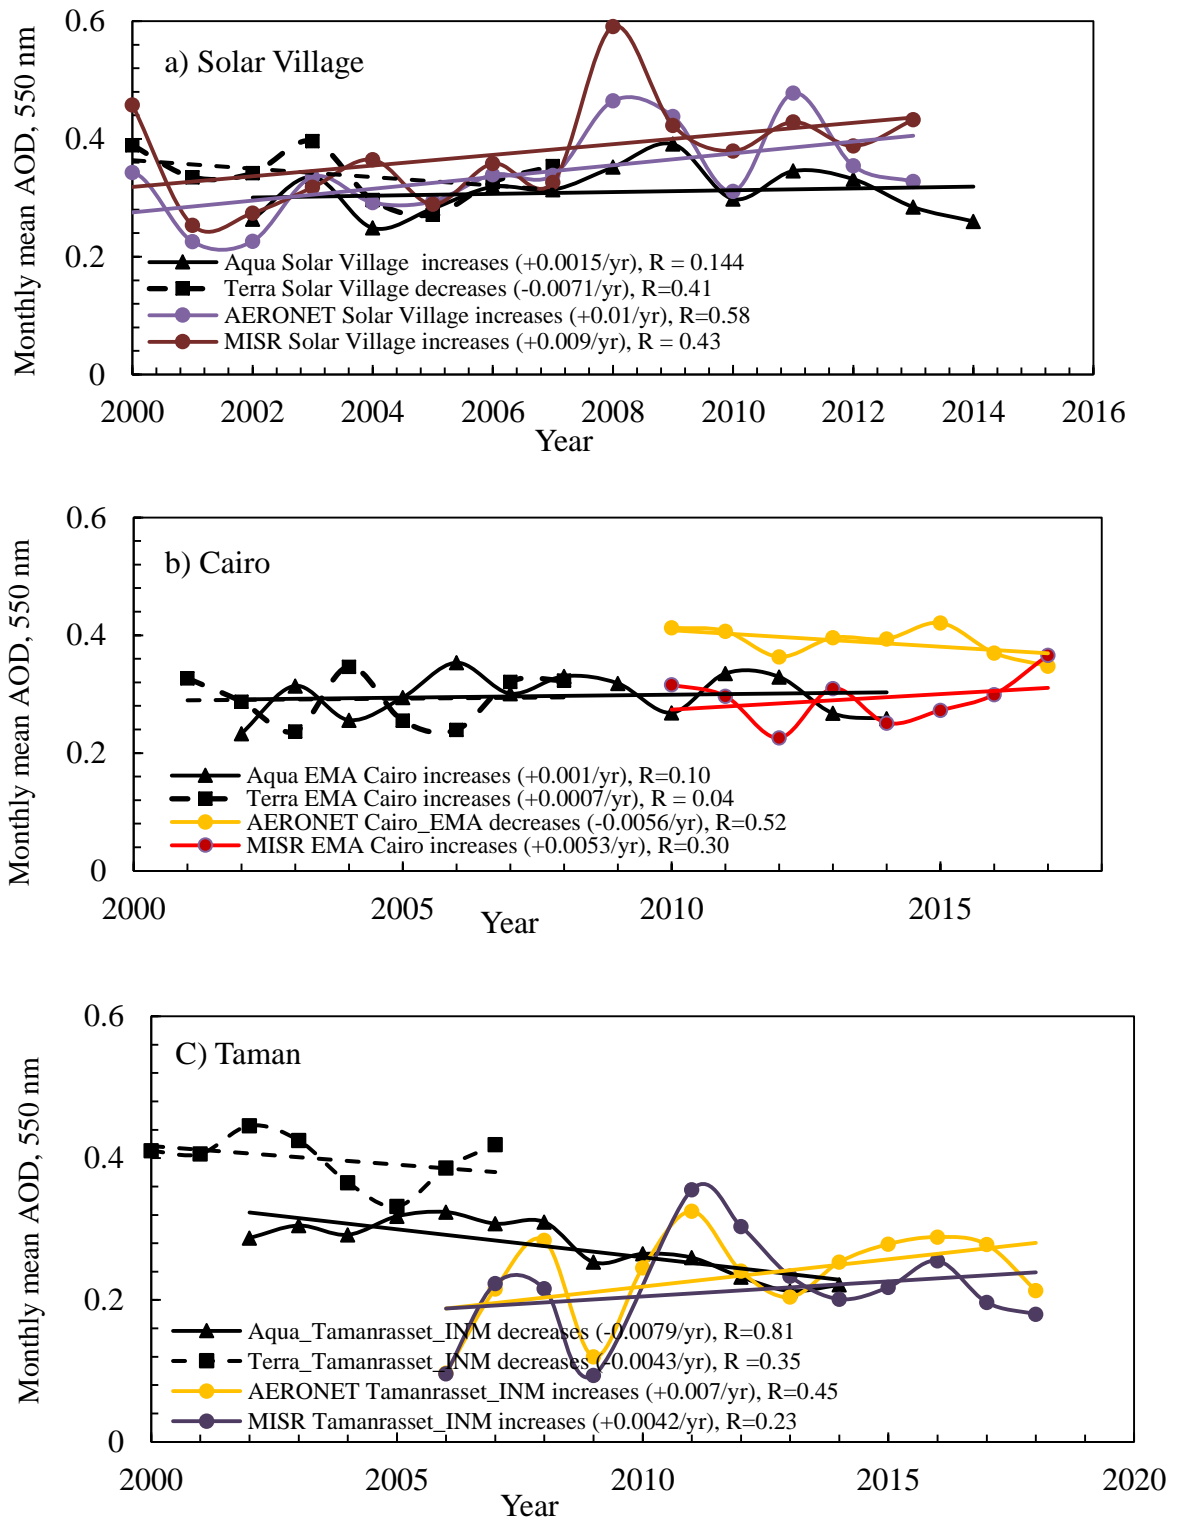 0.6
a) Solar Village
0.4
0.2
0
Monthly mean AOD, 550 nm
Aqua Solar Village increases (+0.0015/yr), R = 0.144
Terra Solar Village decreases (-0.0071/yr), R=0.41
AERONET Solar Village increases (+0.01/yr), R=0.58
MISR Solar Village increases (+0.009/yr), R = 0.43
2000 2002 2004 2006 2008 2010 2012 2014 2016
Year
0.6
b) Cairo
0.4
0.2
0
Monthly mean AOD, 550 nm
Aqua EMA Cairo increases (+0.001/yr), R=0.10
Terra EMA Cairo increases (+0.0007/yr), R = 0.04
AERONET Cairo_EMA decreases (-0.0056/yr), R=0.52
MISR EMA Cairo increases (+0.0053/yr), R=0.30
2000 2005 2010 2015
Year
0.6
C) Taman
0.4
0.2
0
Monthly mean AOD, 550 nm
Aqua_Tamanrasset_INM decreases (-0.0079/yr), R=0.81
Terra_Tamanrasset_INM decreases (-0.0043/yr), R =0.35
AERONET Tamanrasset_INM increases (+0.007/yr), R=0.45
MISR Tamanrasset_INM increases (+0.0042/yr), R=0.23
2000 2005 2010 2015 2020
Year